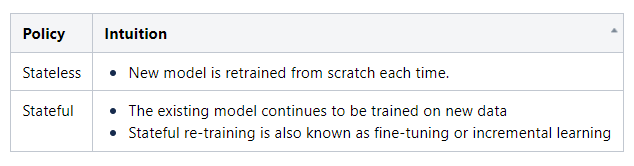 Policy
Intuition
Stateless
New model is retrained from scratch each time.
Stateful
The existing model continues to be trained on new data
Stateful re-training is also known as fine-tuning or incremental learning